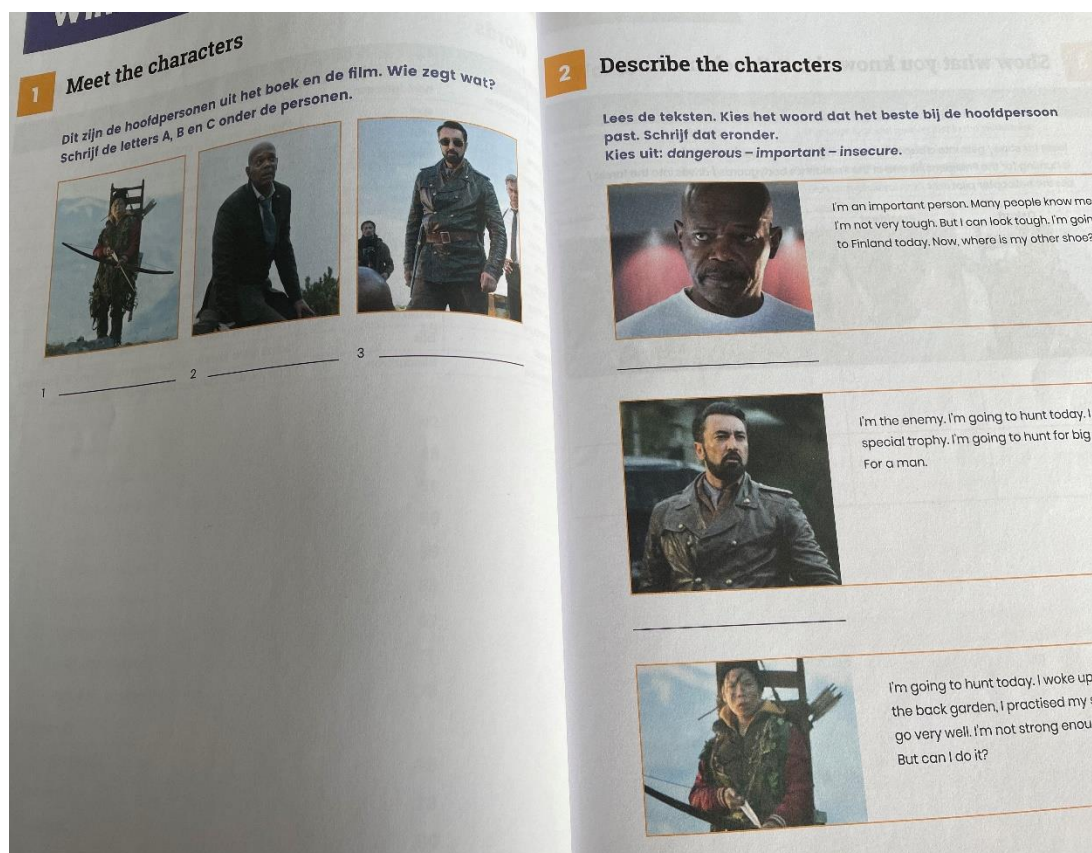 1 Meet the characters
Dit zijn de hoofdpersonen uit het boek en de film. Wie zegt wat?
Schrijf de letters A, B en C onder de personen.
1
2
3
2 Describe the characters
Lees de teksten. Kies het woord dat het beste bij de hoofdpersoon
past. Schrijf dat eronder.
Kies uit: dangerous – important – insecure.
I'm an important person. Many people know me
I'm not very tough. But I can look tough. I'm
to Finland today. Now, where is my other shoe?
I'm the enemy. I'm going to hunt today. I
special trophy. I'm going to hunt for big
For a man.
I'm going to hunt today. I woke up
the back garden, I practised my
go very well. I'm not strong
But can I do it?